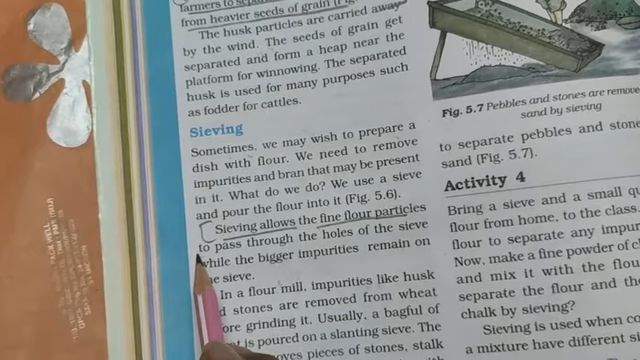 farmers to
from heavier seeds of grain
The husk particles are carried away
by the wind. The seeds of grain get
separated and form a heap near the
platform for winnowing. The separated
husk is used for many purposes such
as fodder for cattles.
Sieving
Sometimes, we may wish to prepare a
dish with flour. We need to remove
impurities and bran that may be present
in it. What do we do? We use a sieve
and pour the flour into it (Fig. 5.6).
Sieving allows the fine flour particles
to pass through the holes of the sieve
while the bigger impurities remain on
the sieve.
In a flour mill, impurities like husk
stones are removed from wheat
grinding it. Usually, a bagful of
is poured on a slanting sieve. The
pieces of stones, stalk
Fig. 5.7 Pebbles and stones are remove
sand by sieving
to separate pebbles and stone
sand (Fig. 5.7).
Activity 4
Bring a sieve and a small q
flour from home, to the class.
flour to separate any impur
Now, make a fine powder of c
and mix it with the flou
separate the flour and th
chalk by sieving?
Sieving is used when co
a mixture have different s